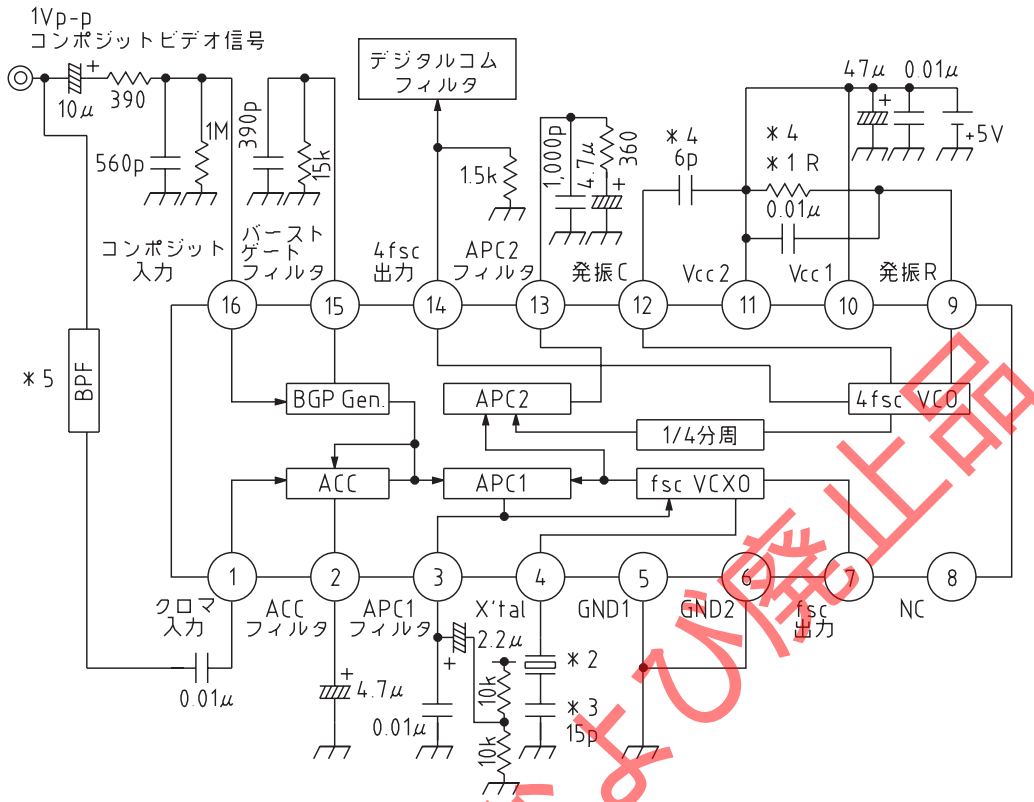 1Vp-p
コンポジットビデオ信号
10μ
390
560p
1M
390p
15k
デジタルコム
フィルタ
1.5k
1,000p
4.7μ
360
*4
6p
*4
*1 R
0.01μ
47μ
0.01μ
+5V
コンポジット
入力
バースト
ゲート
フィルタ
4fsc
出力
APC2
フィルタ
発振C
Vcc2
Vcc1
発振R
16
15
14
13
12
11
10
9
*5
BPF
BGP Gen.
APC2
4fsc VCO
1/4分周
ACC
APC1
fsc VCXO
1
2
3
4
5
6
7
8
クロマ
入力
ACC
フィルタ
APC1
フィルタ
X'tal
GND1
GND2
fsc
出力
NC
0.01μ
4.7μ
0.01μ
2.2μ
10k
10k
*2
*3
15p
よび廃止品